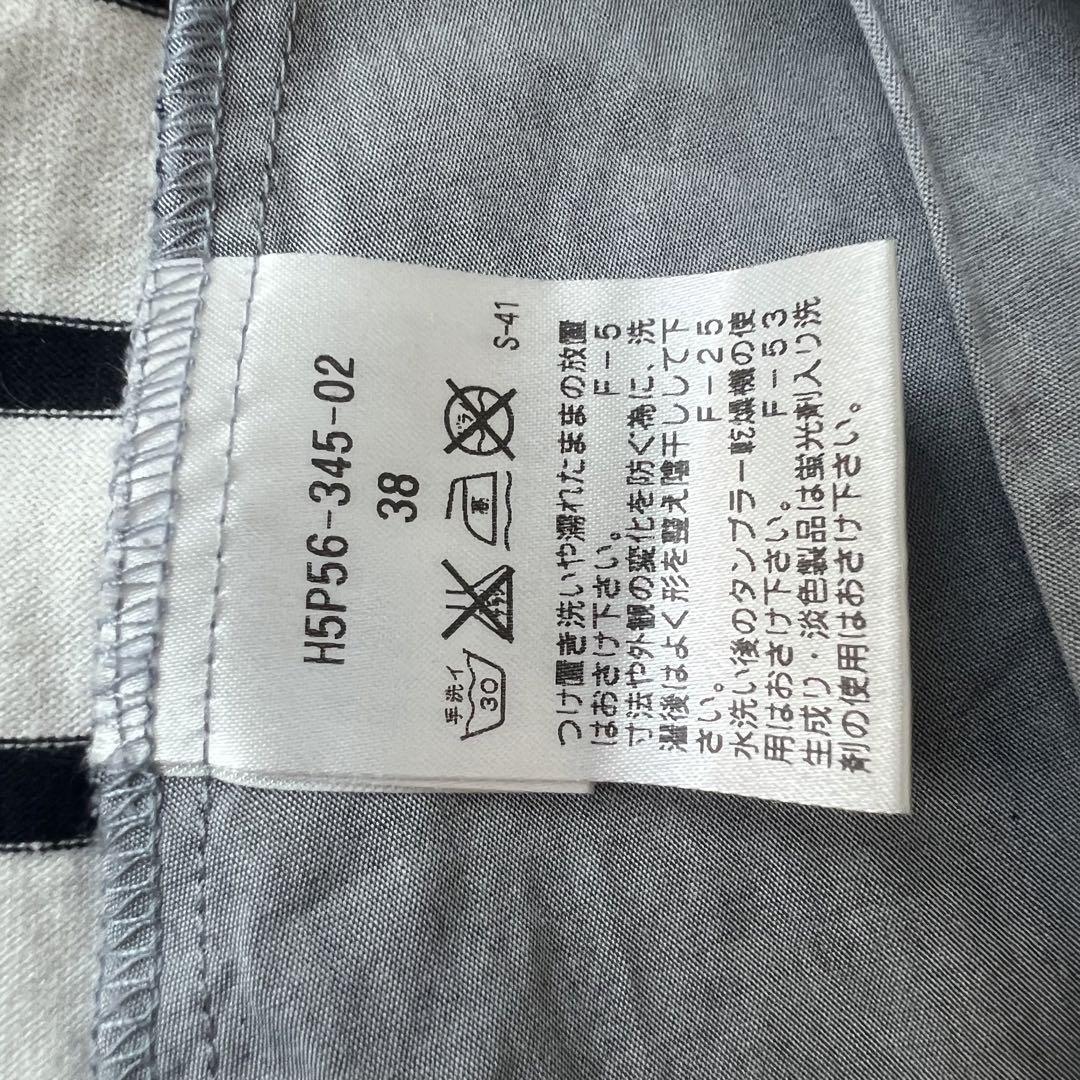 H5P56-345-02
38
手洗イ
30
中
ドライ
S-41
つけ置き洗いや濡れたままの放置
はおさけ下さい。 F-5
寸法や外観の変化を防ぐ為に、洗
濯後はよく形を整え陰干しして下
さい。 F-25
水洗い後のタンブラー乾燥機の使
用はおさけ下さい。 F-53
生成り・淡色製品は蛍光剤入り洗
剤の使用はおさけ下さい。